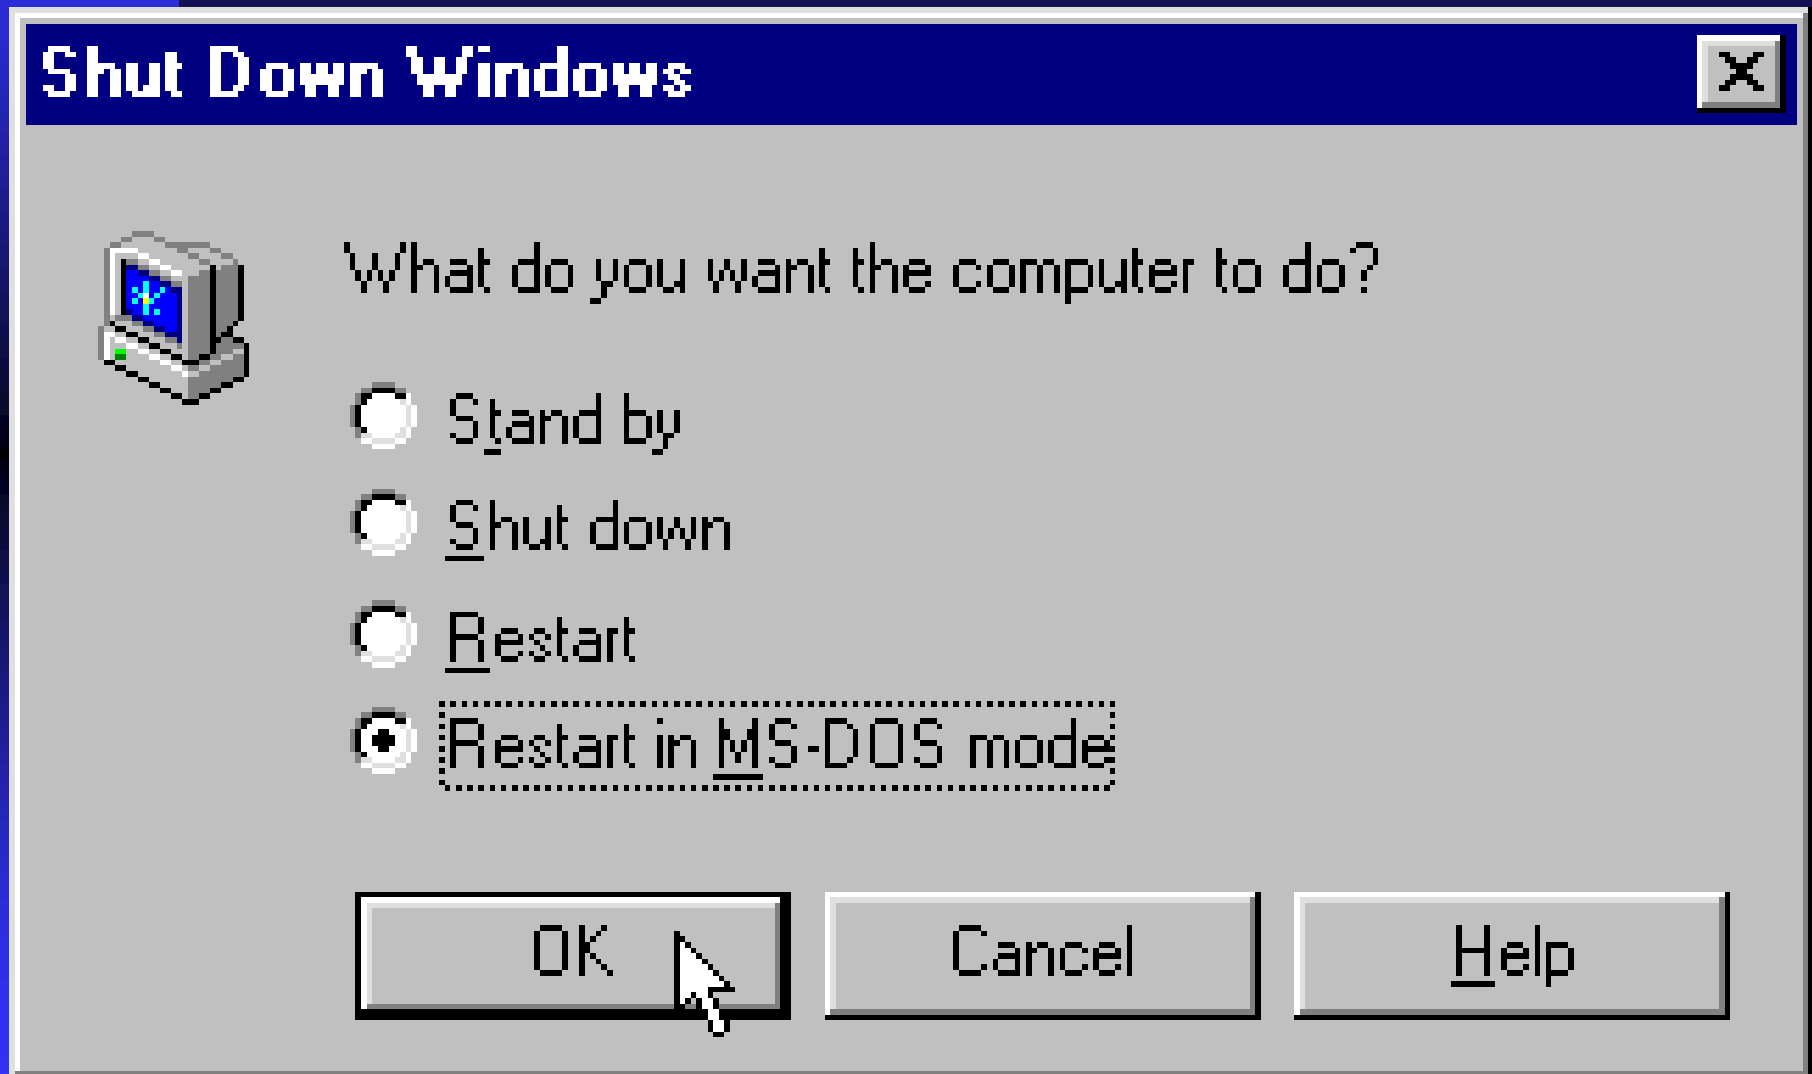 Shut Down Windows
What do you want the computer to do?
Stand by
Shut down
Restart
Restart in MS-DOS mode
OK Cancel Help